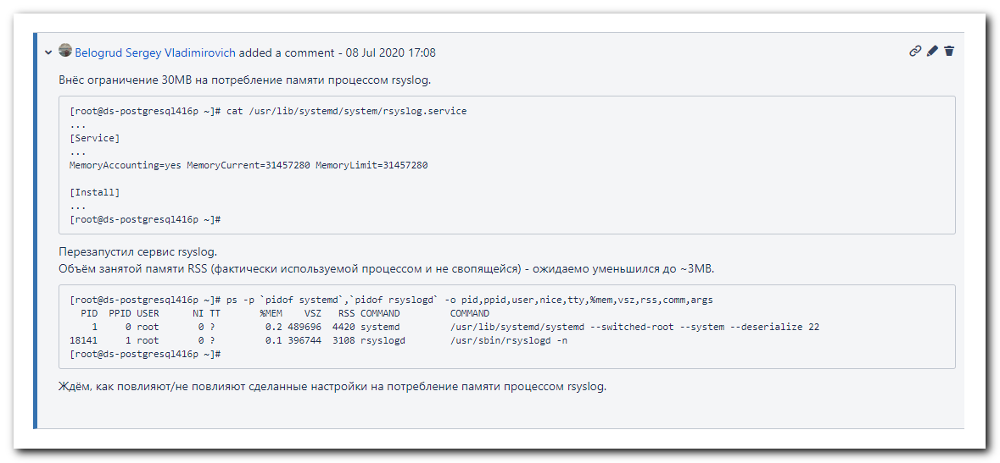 Belogrud Sergey Vladimirovich added a comment - 08 Jul 2020 17:08
Внёс ограничение 30MB на потребление памяти процессом rsyslog.
[root@ds-postgresql416p ~]# cat /usr/lib/systemd/system/rsyslog.service
...
[Service]
...
MemoryAccounting=yes MemoryCurrent=31457280 MemoryLimit=31457280
[Install]
...
[root@ds-postgresql416p ~]#
Перезапустил сервис rsyslog.
Объём занятой памяти RSS (фактически используемой процессом и не свопящейся) - ожидаемо уменьшился до ~3MB.
[root@ds-postgresql416p ~]# ps -p `pidof systemd`,`pidof rsyslogd` -o pid,ppid,user,nice,tty,%mem,vsz,rss,comm,args
  PID  PPID USER      NI TT       %MEM    VSZ   RSS COMMAND         COMMAND
    1     0 root       0 ?         0.2 489696  4420 systemd         /usr/lib/systemd/systemd --switched-root --system --deserialize 22
18141     1 root       0 ?         0.1 396744  3108 rsyslogd        /usr/sbin/rsyslogd -n
[root@ds-postgresql416p ~]#
Ждём, как повлияют/не повлияют сделанные настройки на потребление памяти процессом rsyslog.